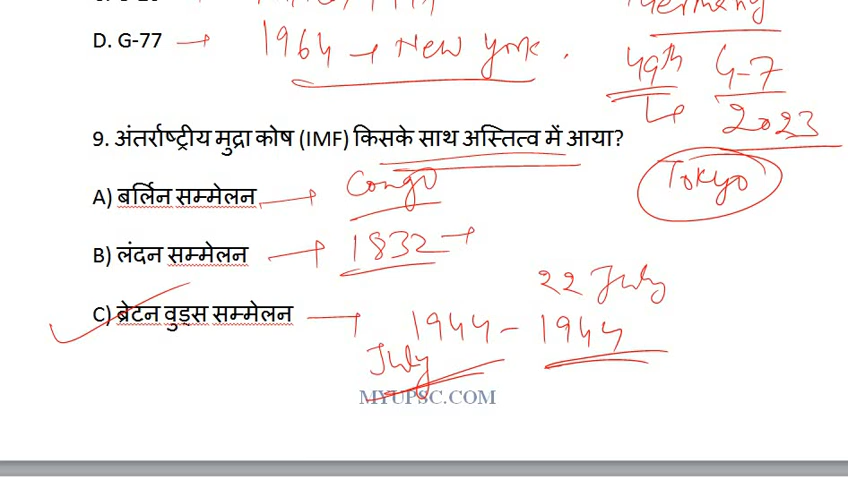 Germany
D. G-77 → 1964 → New York.
49th G-7
2023
9. अंतर्राष्ट्रीय मुद्रा कोष (IMF) किसके साथ अस्तित्व में आया?
Tokyo
A) बर्लिन सम्मेलन → Congo
B) लंदन सम्मेलन → 1832 →
22 July
C) ब्रेटन वुड्स सम्मेलन → 1944 - 1944
July
MYUPSC.COM